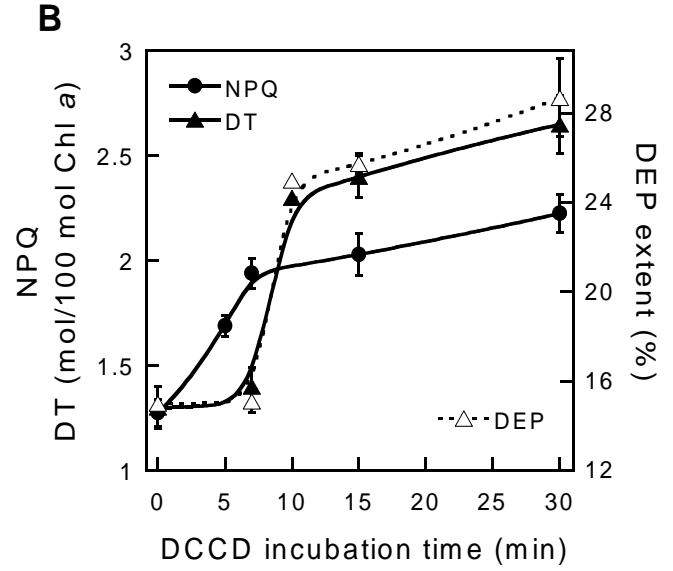 B
NPQ
DT (mol/100 mol Chl a)
3
2.5
2
1.5
1
NPQ
DT
DEP
28
24
20
16
12
DEP extent (%)
0 5 10 15 20 25 30
DCCD incubation time (min)